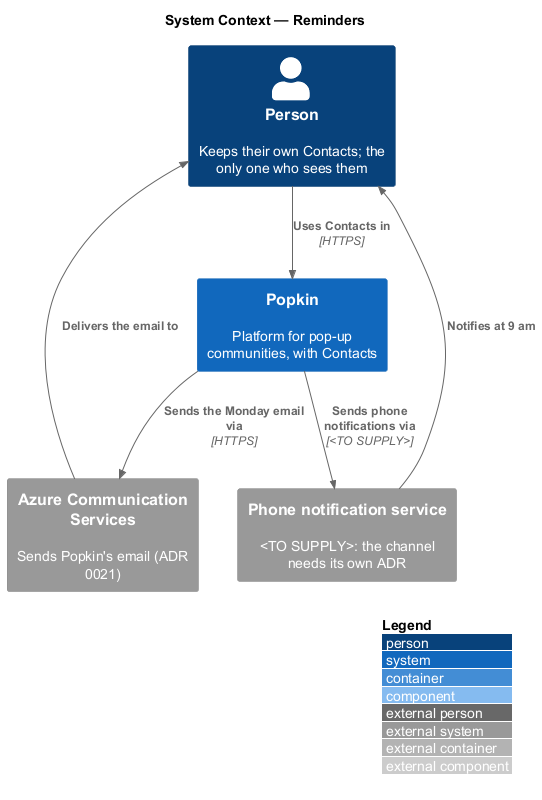 System Context — Reminders
Person
Keeps their own Contacts; the
only one who sees them
Uses Contacts in
[HTTPS]
Popkin
Platform for pop-up
communities, with Contacts
Delivers the email to
Notifies at 9 am
Sends the Monday email
via
[HTTPS]
Sends phone
notifications via
[<TO SUPPLY>]
Azure Communication
Services
Sends Popkin's email (ADR
0021)
Phone notification service
<TO SUPPLY>: the channel
needs its own ADR
Legend
person
system
container
component
external person
external system
external container
external component